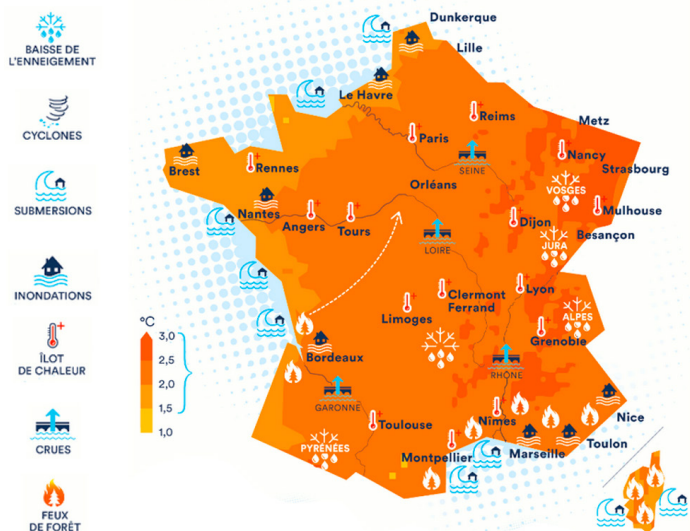 BAISSE DE
L'ENNEIGEMENT
CYCLONES
SUBMERSIONS
INONDATIONS
ÎLOT
DE CHALEUR
CRUES
FEUX
DE FORÊT
°C
3,0
2,5
2,0
1,5
1,0
Dunkerque
Lille
Le Havre
Reims
Metz
Paris
Nancy
Strasbourg
SEINE
Brest
Rennes
VOSGES
Orléans
Nantes
Mulhouse
Angers
Tours
Dijon
Besançon
LOIRE
JURA
Lyon
Clermont
Ferrand
Limoges
ALPES
Grenoble
Bordeaux
RHÔNE
GARONNE
Nîmes
Nice
Toulouse
Toulon
PYRÉNÉES
Montpellier
Marseille